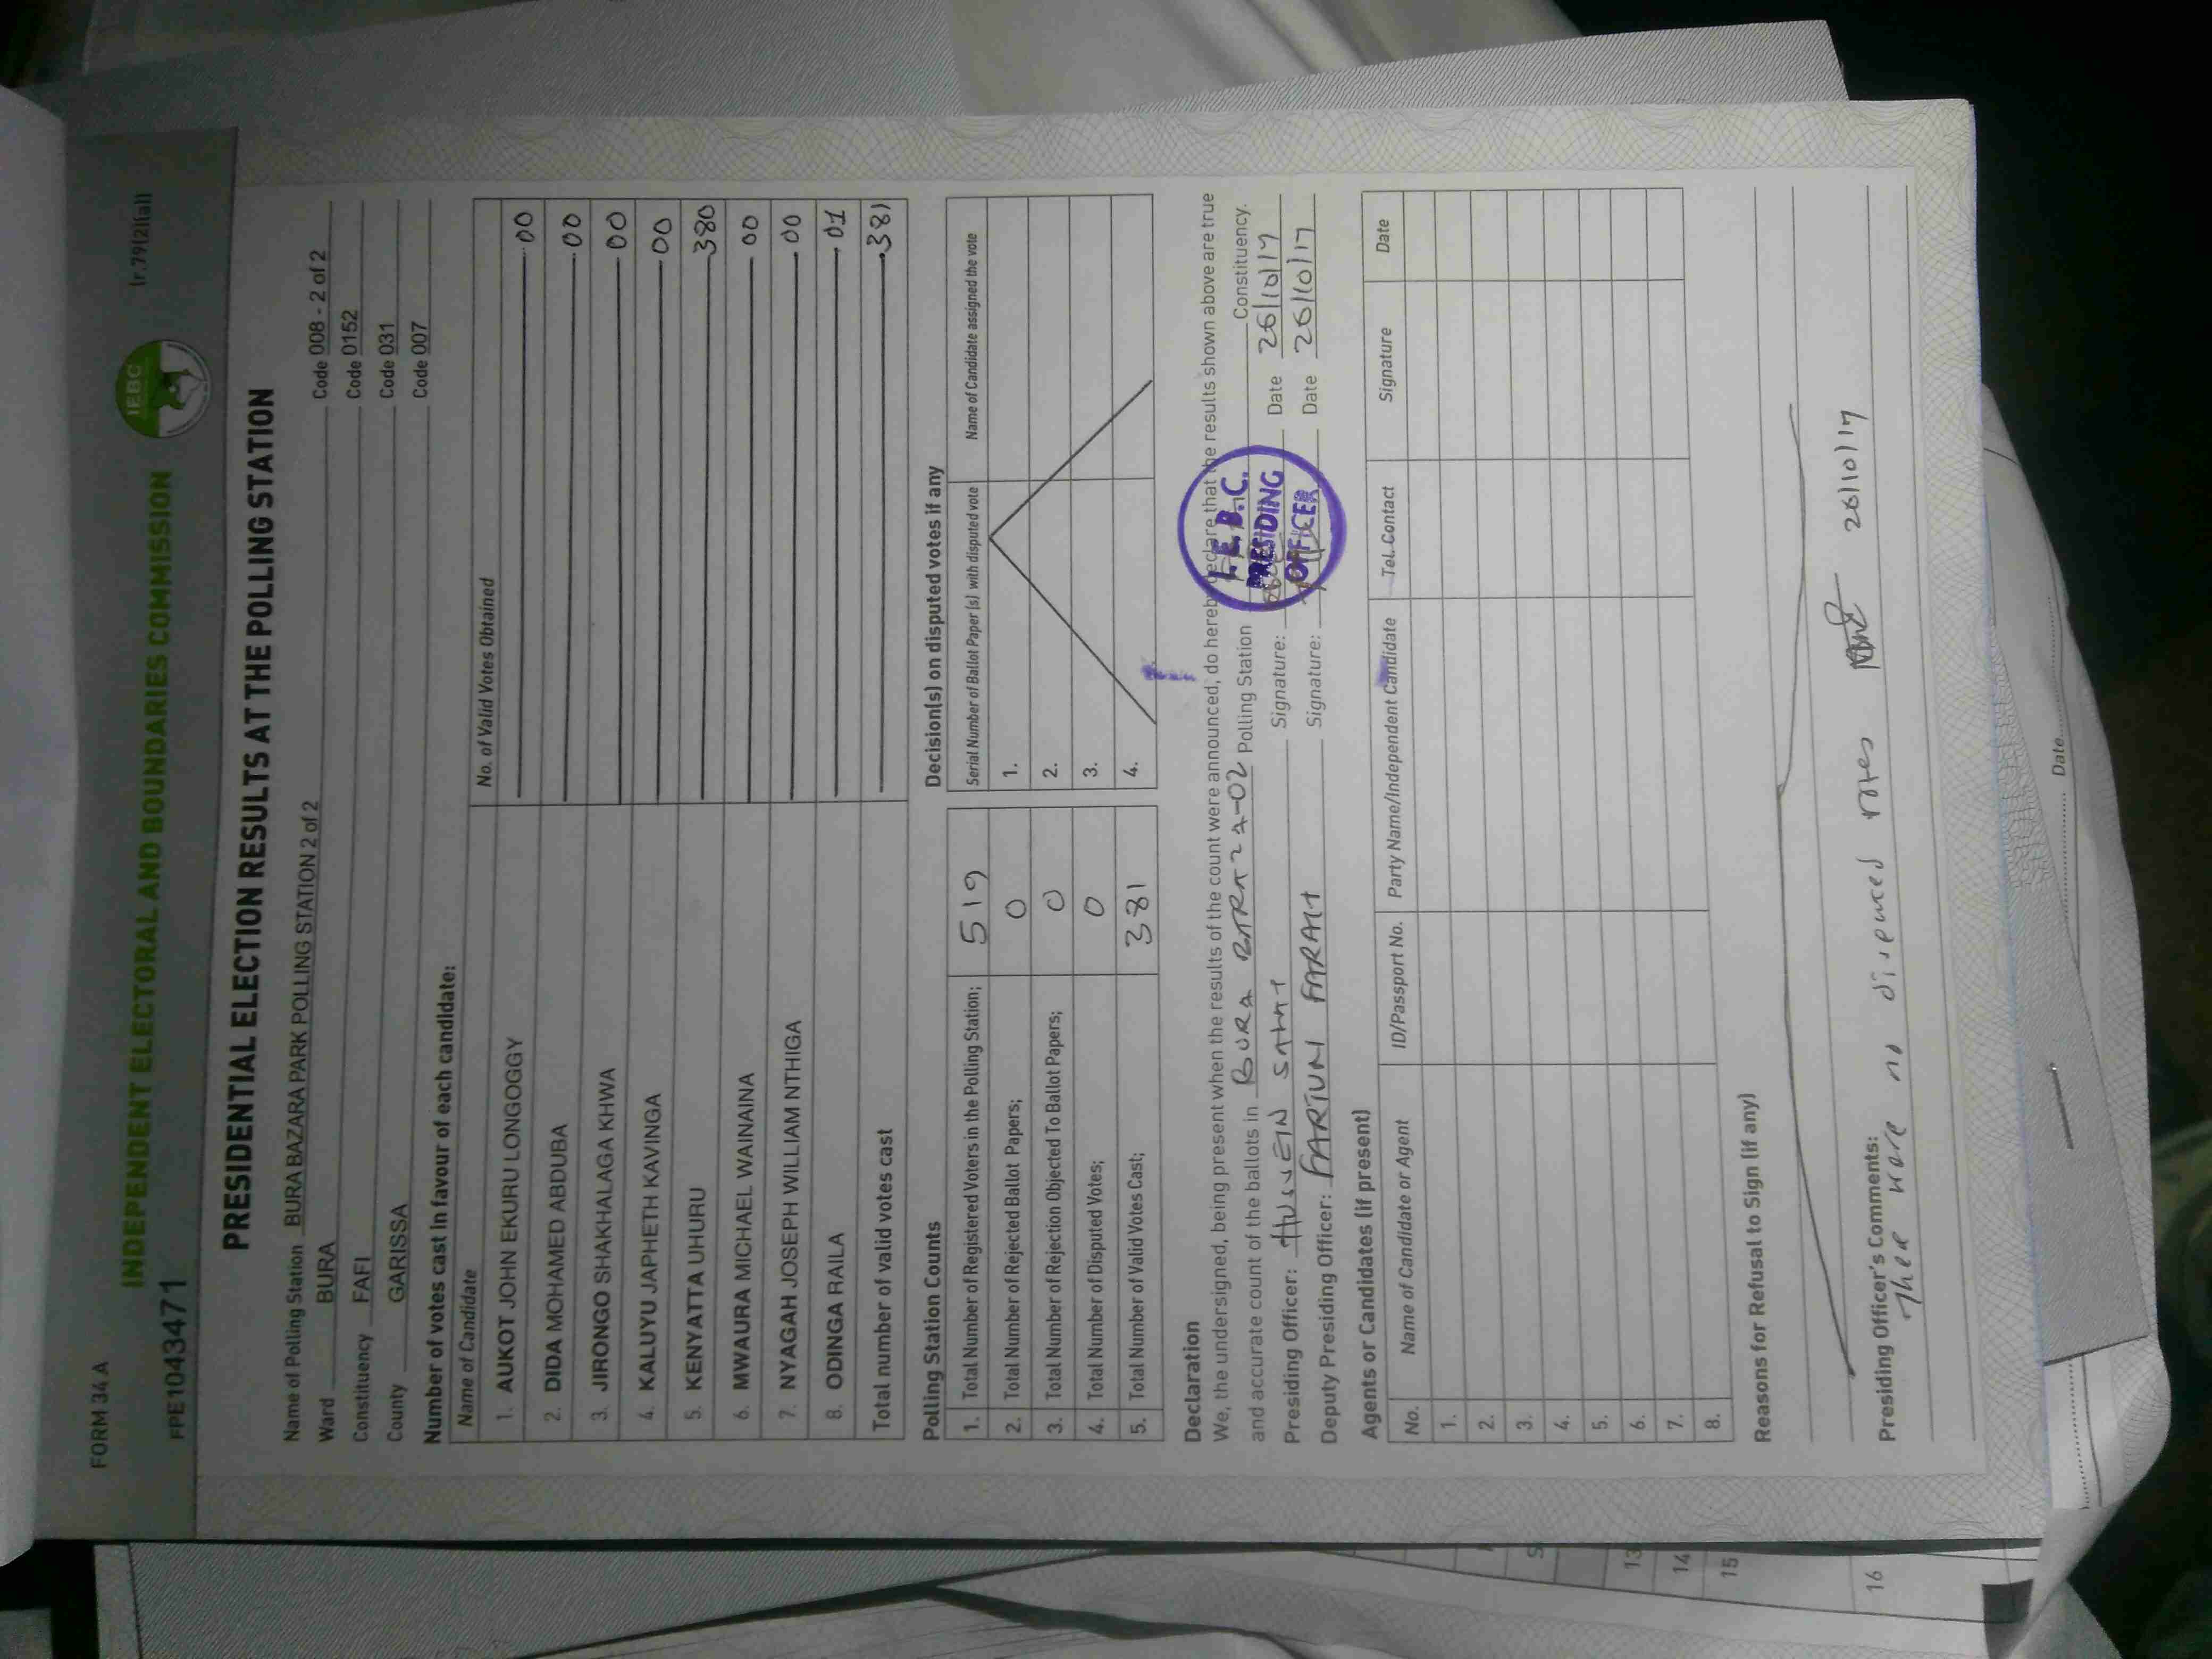 FORM 34 A
INDEPENDENT ELECTORAL AND BOUNDARIES COMMISSION
IEBC
(r.79(2)(a))
FPE1043471
PRESIDENTIAL ELECTION RESULTS AT THE POLLING STATION
Name of Polling Station BURA BAZARA PARK POLLING STATION 2 of 2 Code 008 - 2 of 2
Ward BURA Code 0152
Constituency FAFI Code 031
County GARISSA Code 007
Number of votes cast in favour of each candidate:
Name of Candidate No. of Valid Votes Obtained
1. AUKOT JOHN EKURU LONGOGGY 00
2. DIDA MOHAMED ABDUBA 00
3. JIRONGO SHAKHALAGA KHWA 00
4. KALUYU JAPHETH KAVINGA 00
5. KENYATTA UHURU 380
6. MWAURA MICHAEL WAINAINA 00
7. NYAGAH JOSEPH WILLIAM NTHIGA 00
8. ODINGA RAILA 01
Total number of valid votes cast 381
Polling Station Counts
1. Total Number of Registered Voters in the Polling Station; 519
2. Total Number of Rejected Ballot Papers; 0
3. Total Number of Rejection Objected To Ballot Papers; 0
4. Total Number of Disputed Votes; 0
5. Total Number of Valid Votes Cast; 381
Decision(s) on disputed votes if any
Serial Number of Ballot Paper (s) with disputed vote Name of Candidate assigned the vote
1.
2.
3.
4.
Declaration
We, the undersigned, being present when the results of the count were announced, do hereby declare that the results shown above are true
and accurate count of the ballots in BURA Polling Station Constituency.
Presiding Officer: Signature: Date 26/10/17
Deputy Presiding Officer: FARAH Signature: Date 26/10/17
I.E.B.C.
PRESIDING
OFFICER
Agents or Candidates (if present)
No. Name of Candidate or Agent ID/Passport No. Party Name/Independent Candidate Tel. Contact Signature Date
1.
2.
3.
4.
5.
6.
7.
8.
Reasons for Refusal to Sign (if any)
Presiding Officer's Comments:
Ther were no disputed votes 26/10/17
Date
13
14
15
16